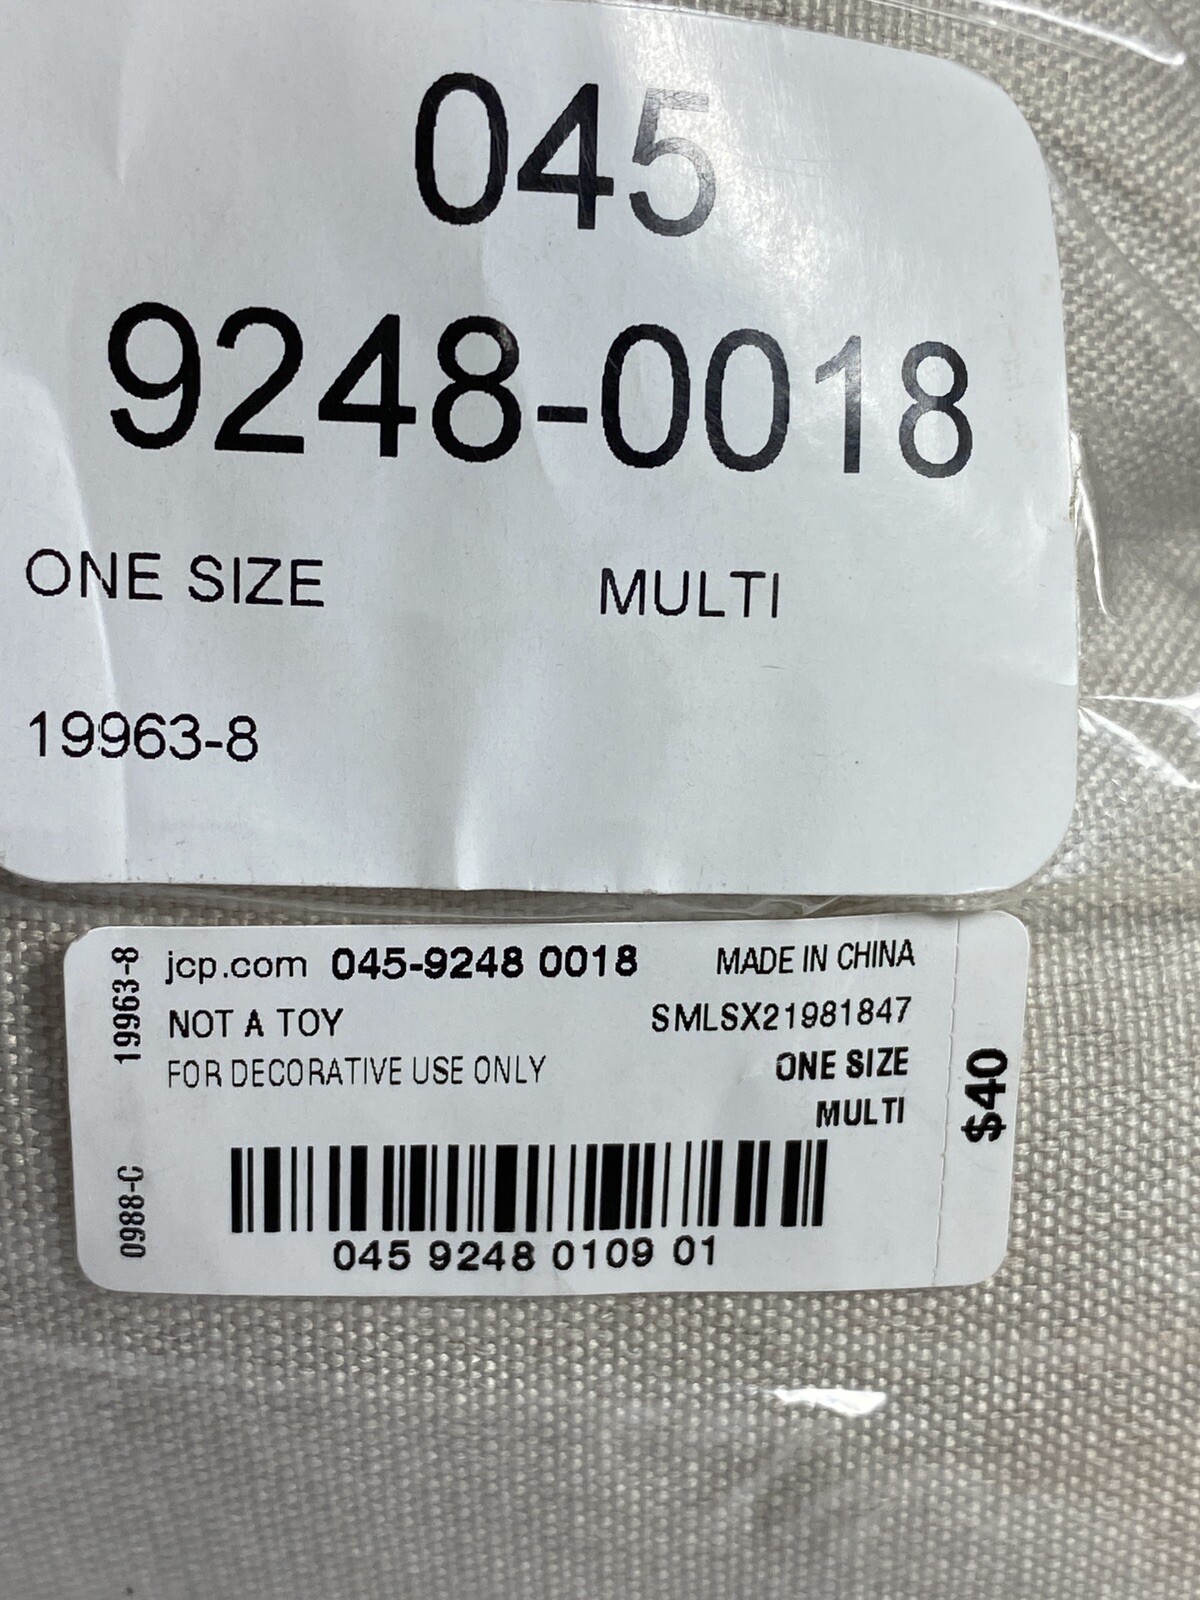 045
9248-0018
ONE SIZE MULTI
19963-8
19963-8
jcp.com 045-9248 0018 MADE IN CHINA
NOT A TOY SMLSX21981847
FOR DECORATIVE USE ONLY ONE SIZE
MULTI
$40
0988-C
045 9248 0109 01